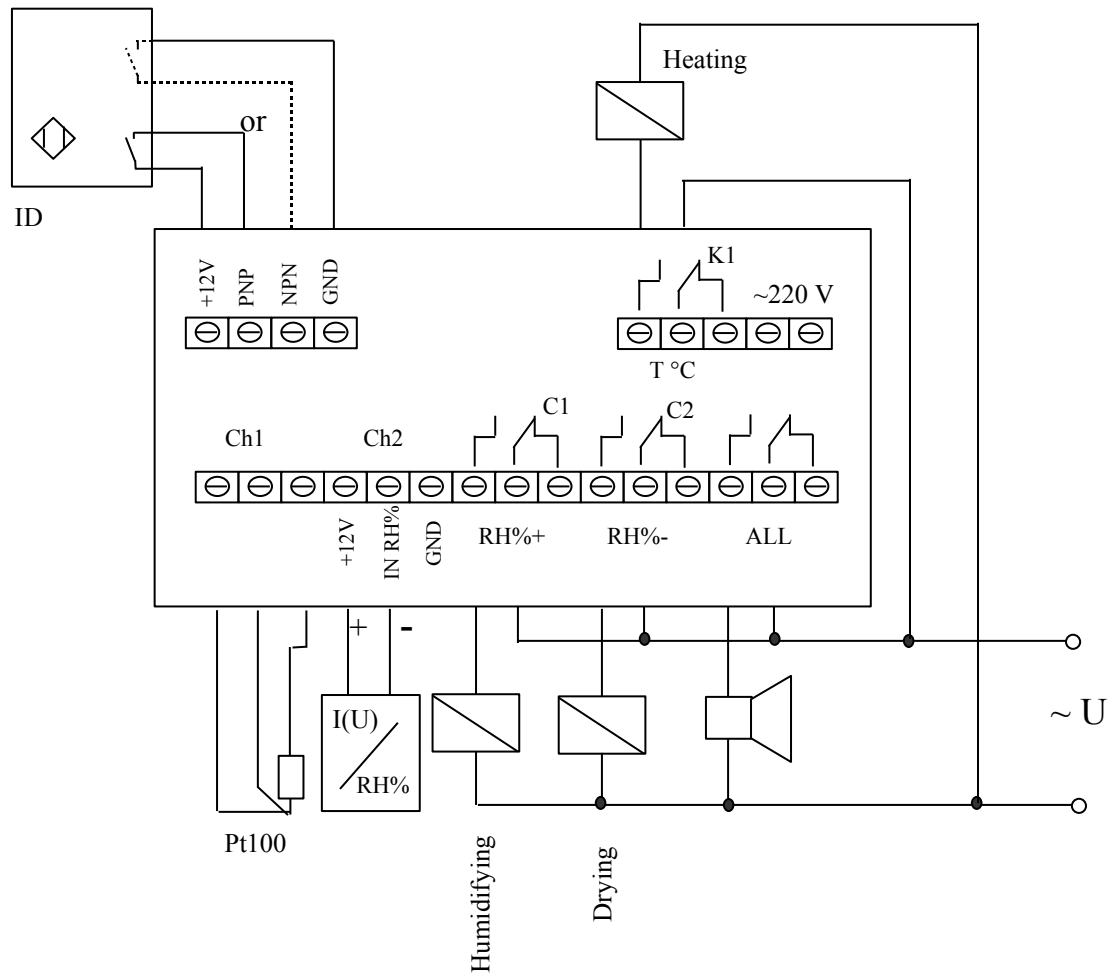 Heating
or
ID
+12V
PNP
NPN
GND
K1
~220 V
T °C
C1
C2
Ch1
Ch2
+12V
IN RH%
GND
RH%+
RH%-
ALL
+
-
I(U)
RH%
~ U
Pt100
Humidifying
Drying